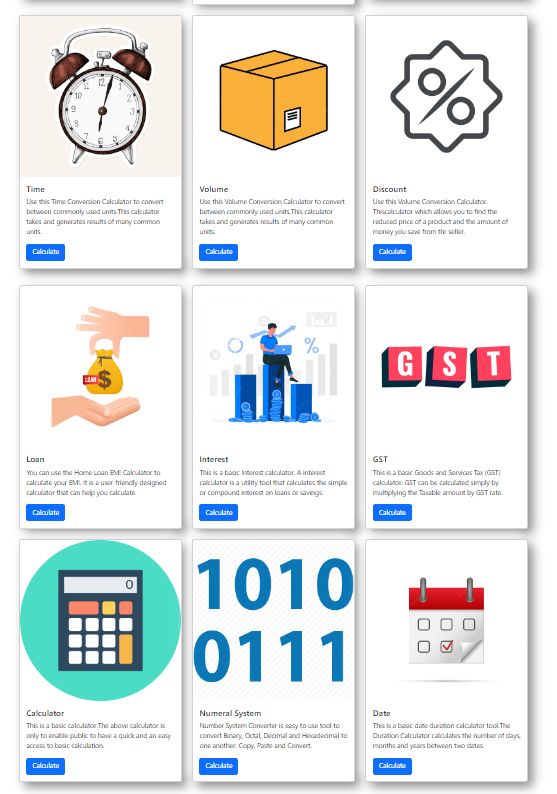 Time
Use this Time Conversion Calculator to convert
between commonly used units.This calculator
takes and generates results of many common
units.
Calculate
Volume
Use this Volume Conversion Calculator to convert
between commonly used units.This calculator
takes and generates results of many common
units.
Calculate
%
Discount
Use this Volume Conversion Calculator.
Thiscalculator which allows you to find the
reduced price of a product and the amount of
money you save from thr seller.
Calculate
LOAN
$
Loan
You can use the Home Loan EMI Calculator to
calculate your EMI. It is a user-friendly designed
calculator that can help you calculate.
Calculate
%
Interest
This is a basic Interest calculator. A interest
calculator is a utility tool that calculates the simple
or compound interest on loans or savings.
Calculate
GST
GST
This is a basic Goods and Services Tax (GST)
calculator. GST can be calculated simply by
multiplying the Taxable amount by GST rate.
Calculate
0
Calculator
This is a basic calculator.The above calculator is
only to enable public to have a quick and an easy
access to basic calculation.
Calculate
1010
0111
Numeral System
Number System Converter is easy to use tool to
convert Binary, Octal, Decimal and Hexadecimal to
one another. Copy, Paste and Convert.
Calculate
Date
This is a basic date duration calculator tool.The
Duration Calculator calculates the number of days,
months and years between two dates.
Calculate